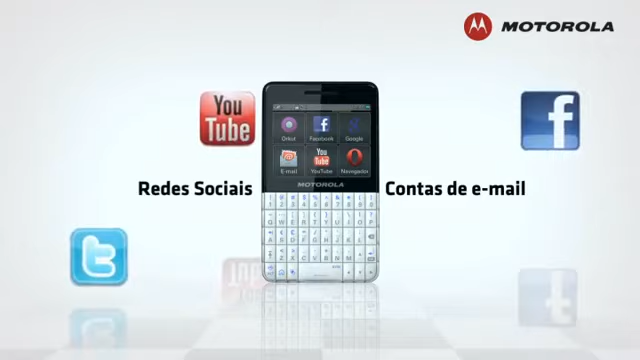 MOTOROLA
You
Tube
f
Redes Sociais
Contas de e-mail
Orkut
Facebook
Google
You
Tube
E-mail
YouTube
Navegador
MOTOROLA